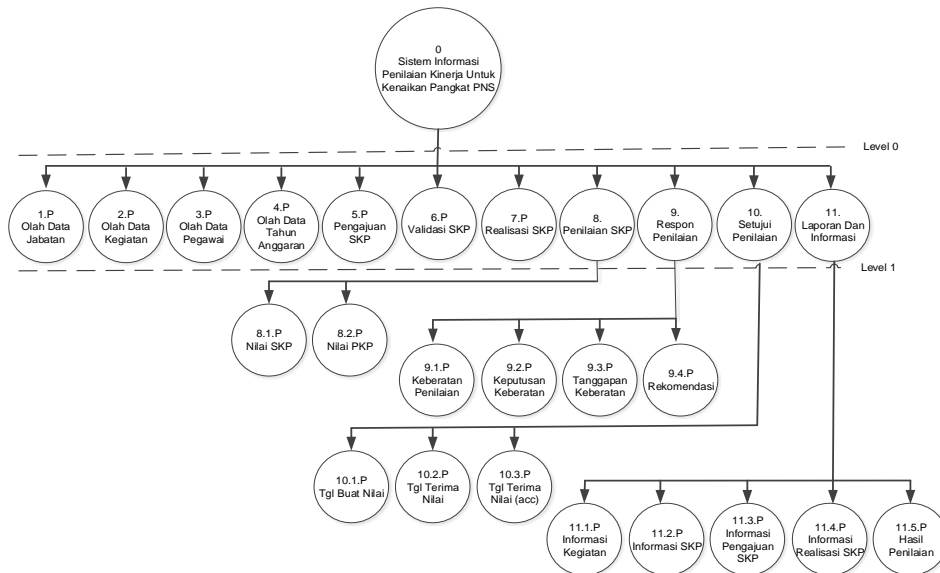 0
Sistem Informasi
Penilaian Kinerja Untuk
Kenaikan Pangkat PNS
Level 0
1.P
Olah Data
Jabatan
2.P
Olah Data
Kegiatan
3.P
Olah Data
Pegawai
4.P
Olah Data
Tahun
Anggaran
5.P
Pengajuan
SKP
6.P
Validasi SKP
7.P
Realisasi SKP
8.
Penilaian SKP
9.
Respon
Penilaian
10.
Setujui
Penilaian
11.
Laporan Dan
Informasi
Level 1
8.1.P
Nilai SKP
8.2.P
Nilai PKP
9.1.P
Keberatan
Penilaian
9.2.P
Keputusan
Keberatan
9.3.P
Tanggapan
Keberatan
9.4.P
Rekomendasi
10.1.P
Tgl Buat Nilai
10.2.P
Tgl Terima
Nilai
10.3.P
Tgl Terima
Nilai (acc)
11.1.P
Informasi
Kegiatan
11.2.P
Informasi SKP
11.3.P
Informasi
Pengajuan
SKP
11.4.P
Informasi
Realisasi SKP
11.5.P
Hasil
Penilaian